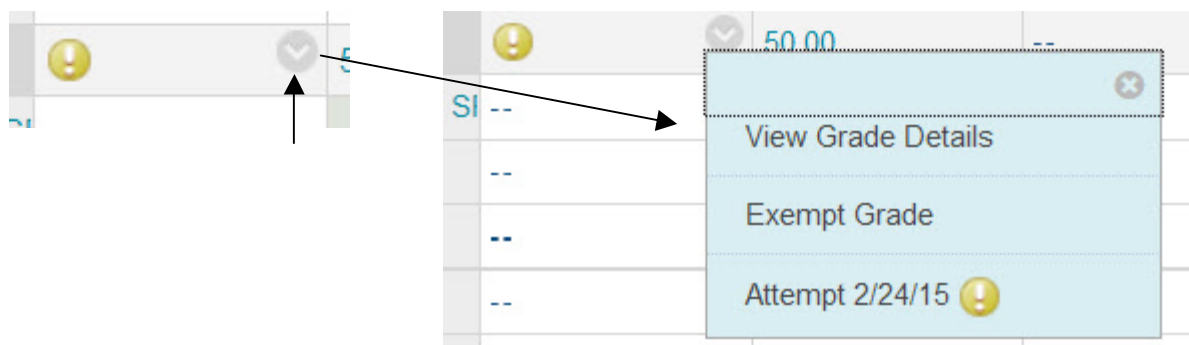 50.00 --
--
View Grade Details
--
Exempt Grade
--
Attempt 2/24/15
--